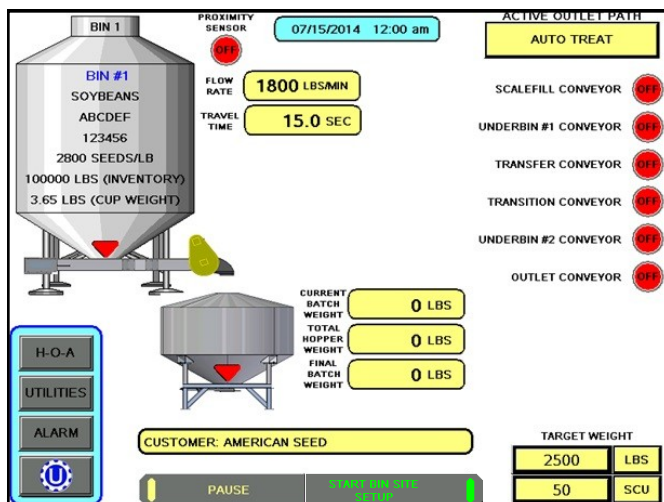 BIN 1
PROXIMITY
SENSOR
OFF
07/15/2014 12:00 am
ACTIVE OUTLET PATH
AUTO TREAT
BIN #1
SOYBEANS
ABCDEF
123456
2800 SEEDS/LB
100000 LBS (INVENTORY)
3.65 LBS (CUP WEIGHT)
FLOW
RATE
1800 LBS/MIN
TRAVEL
TIME
15.0 SEC
SCALEFILL CONVEYOR OFF
UNDERBIN #1 CONVEYOR OFF
TRANSFER CONVEYOR OFF
TRANSITION CONVEYOR OFF
UNDERBIN #2 CONVEYOR OFF
OUTLET CONVEYOR OFF
CURRENT
BATCH
WEIGHT
0 LBS
TOTAL
HOPPER
WEIGHT
0 LBS
FINAL
BATCH
WEIGHT
0 LBS
H-O-A
UTILITIES
ALARM
U
CUSTOMER: AMERICAN SEED
PAUSE
START BIN SITE
SETUP
TARGET WEIGHT
2500 LBS
50 SCU